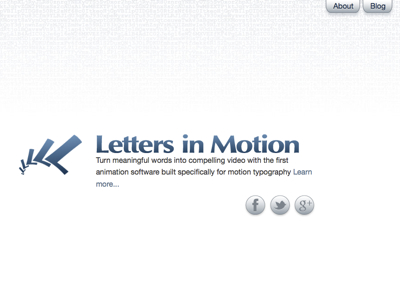 About Blog
Letters in Motion
Turn meaningful words into compelling video with the first
animation software built specifically for motion typography Learn
more...